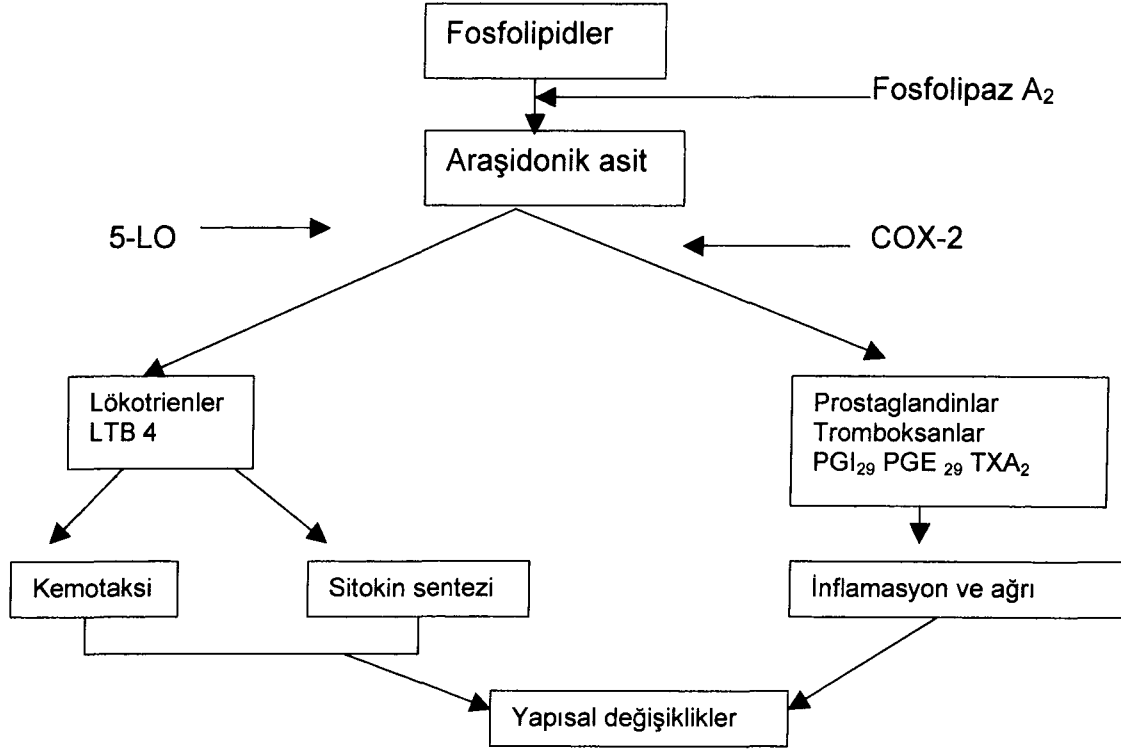 Fosfolipidler
Fosfolipaz A₂
Araşidonik asit
5-LO
COX-2
Lökotrienler
LTB 4
Prostaglandinlar
Tromboksanlar
PGI₂₉ PGE ₂₉ TXA₂
Kemotaksi
Sitokin sentezi
İnflamasyon ve ağrı
Yapısal değişiklikler